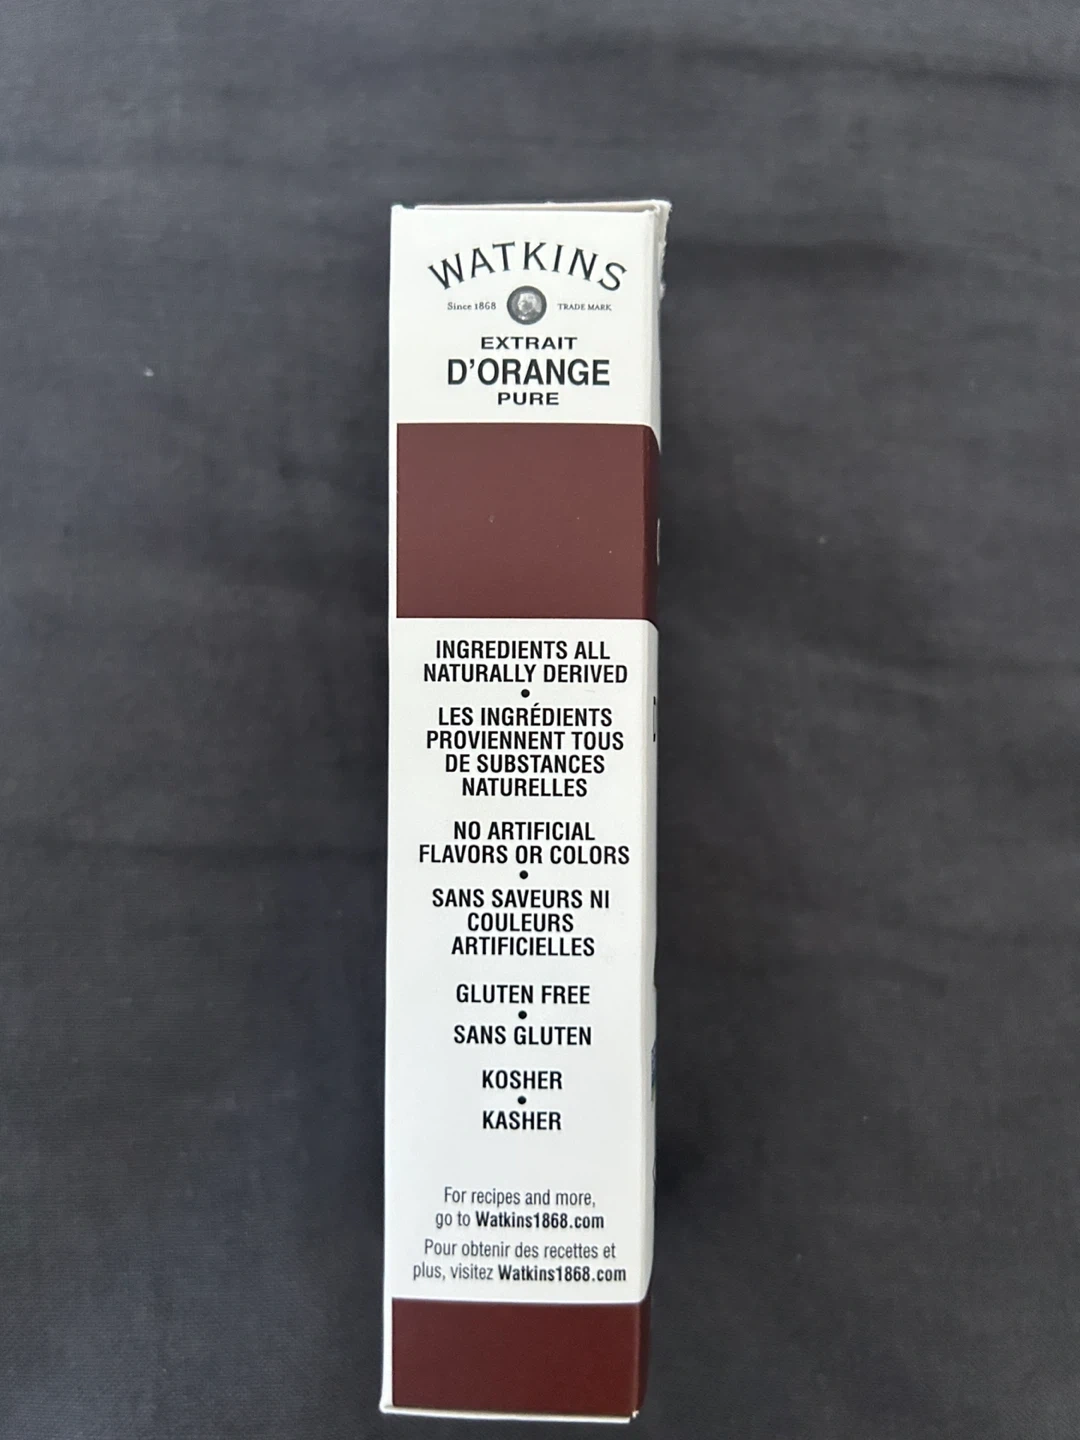 WATKINS
Since 1868 TRADE MARK
EXTRAIT
D'ORANGE
PURE
INGREDIENTS ALL
NATURALLY DERIVED
•
LES INGRÉDIENTS
PROVIENNENT TOUS
DE SUBSTANCES
NATURELLES
NO ARTIFICIAL
FLAVORS OR COLORS
•
SANS SAVEURS NI
COULEURS
ARTIFICIELLES
GLUTEN FREE
•
SANS GLUTEN
KOSHER
•
KASHER
For recipes and more,
go to Watkins1868.com
Pour obtenir des recettes et
plus, visitez Watkins1868.com